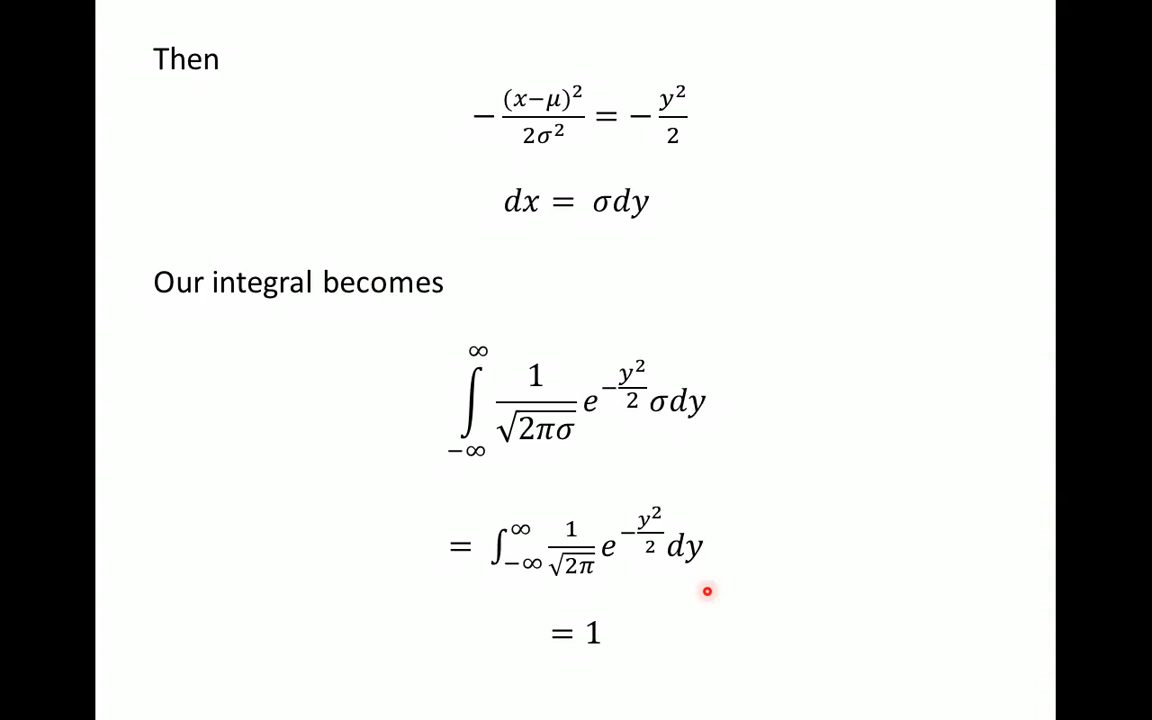 Then
−(x−μ)²/2σ² = −y²/2
dx = σdy
Our integral becomes
∫_{−∞}^{∞} 1/√(2πσ) e^{−y²/2} σdy
= ∫_{−∞}^{∞} 1/√(2π) e^{−y²/2} dy
= 1